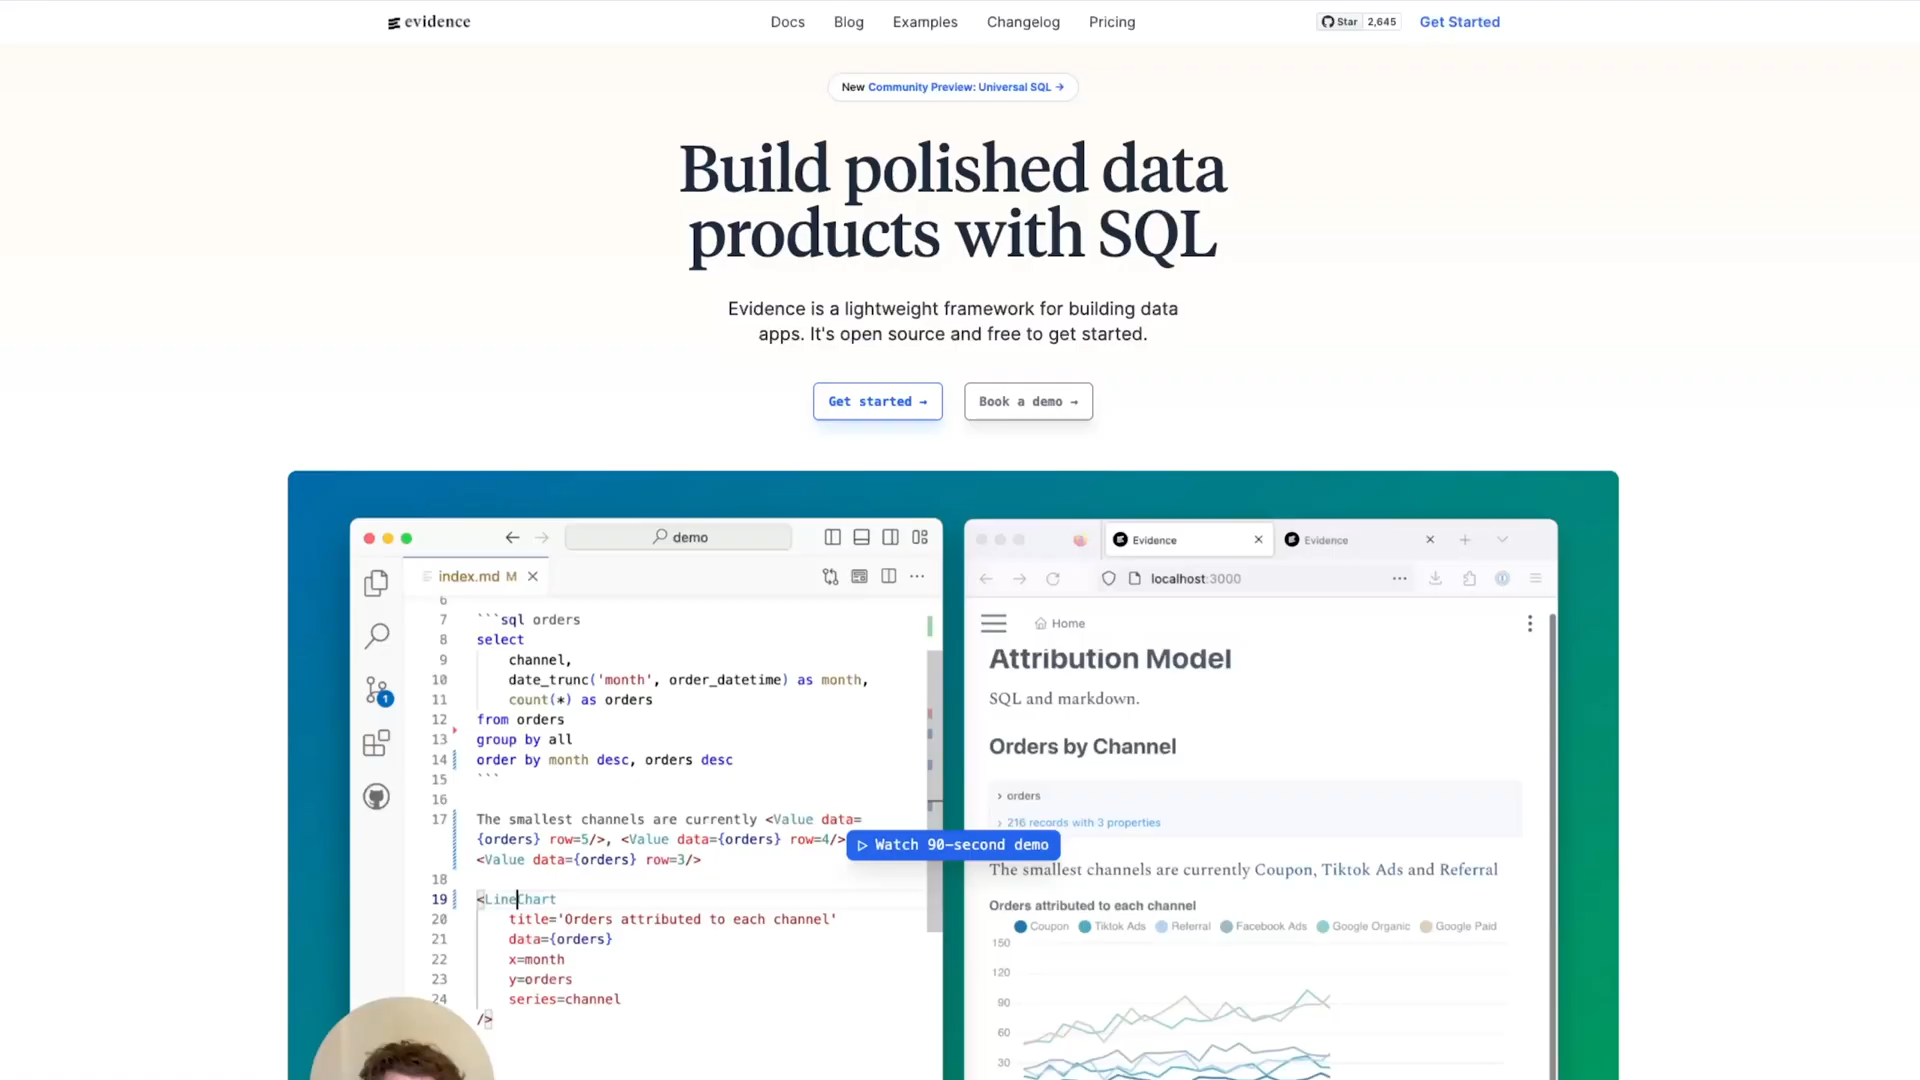 evidence
Docs
Blog
Examples
Changelog
Pricing
Star 2,645
Get Started
New Community Preview: Universal SQL →
Build polished data
products with SQL
Evidence is a lightweight framework for building data
apps. It's open source and free to get started.
Get started →
Book a demo →
demo
index.md M
6
7 ```sql orders
8 select
9 channel,
10 date_trunc('month', order_datetime) as month,
11 count(*) as orders
12 from orders
13 group by all
14 order by month desc, orders desc
15 ```
16
17 The smallest channels are currently <Value data=
{orders} row=5/>, <Value data={orders} row=4/>
<Value data={orders} row=3/>
18
19 <LineChart
20 title='Orders attributed to each channel'
21 data={orders}
22 x=month
23 y=orders
24 series=channel
/>
1
▷ Watch 90-second demo
Evidence
Evidence
localhost:3000
Home
Attribution Model
SQL and markdown.
Orders by Channel
› orders
› 216 records with 3 properties
The smallest channels are currently Coupon, Tiktok Ads and Referral
Orders attributed to each channel
Coupon Tiktok Ads Referral Facebook Ads Google Organic Google Paid
150
120
90
60
30